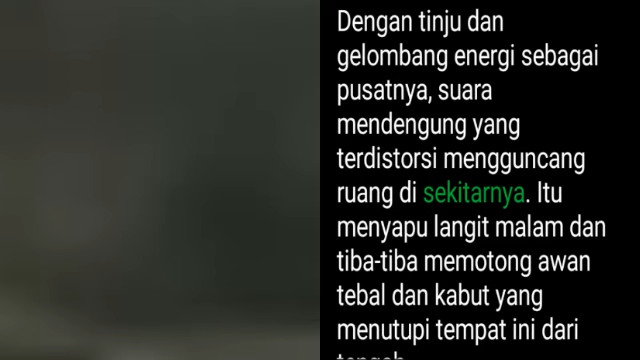 Dengan tinju dan
gelombang energi sebagai
pusatnya, suara
mendengung yang
terdistorsi mengguncang
ruang di sekitarnya. Itu
menyapu langit malam dan
tiba-tiba memotong awan
tebal dan kabut yang
menutupi tempat ini dari